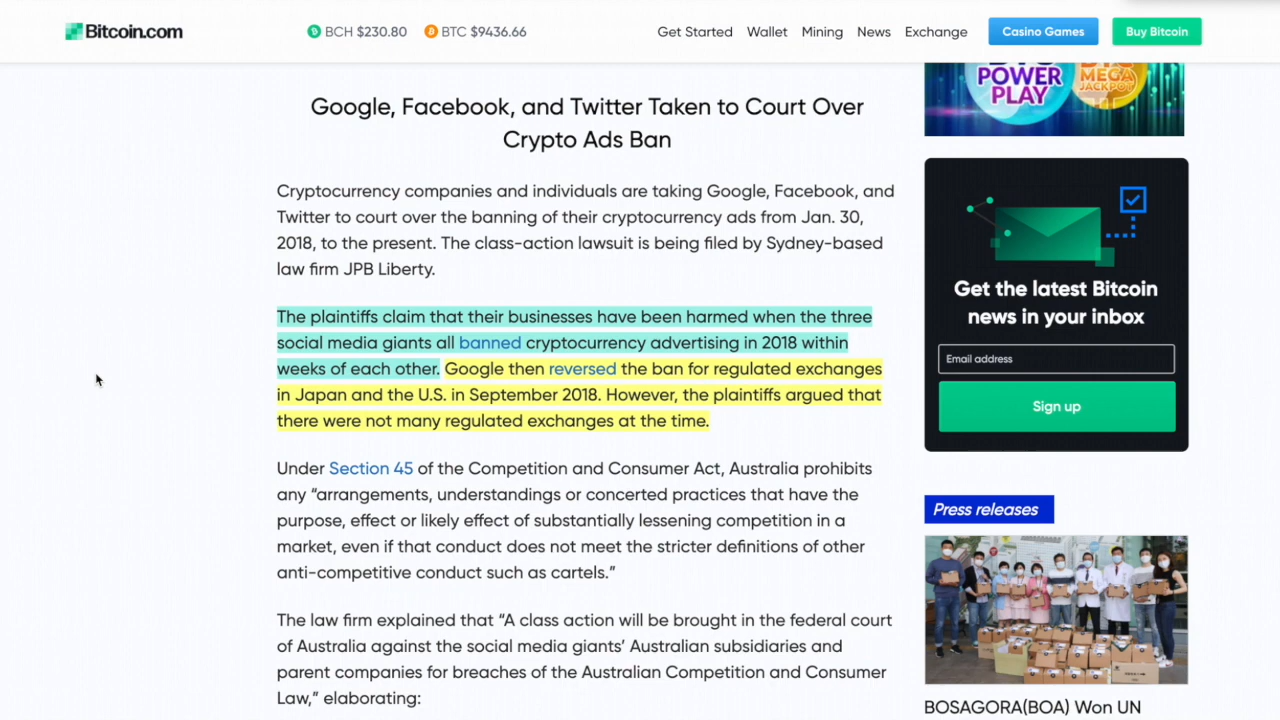 Bitcoin.com
BCH $230.80
BTC $9436.66
Get Started
Wallet
Mining
News
Exchange
Casino Games
Buy Bitcoin
Google, Facebook, and Twitter Taken to Court Over
Crypto Ads Ban
Cryptocurrency companies and individuals are taking Google, Facebook, and
Twitter to court over the banning of their cryptocurrency ads from Jan. 30,
2018, to the present. The class-action lawsuit is being filed by Sydney-based
law firm JPB Liberty.
The plaintiffs claim that their businesses have been harmed when the three
social media giants all banned cryptocurrency advertising in 2018 within
weeks of each other. Google then reversed the ban for regulated exchanges
in Japan and the U.S. in September 2018. However, the plaintiffs argued that
there were not many regulated exchanges at the time.
Under Section 45 of the Competition and Consumer Act, Australia prohibits
any “arrangements, understandings or concerted practices that have the
purpose, effect or likely effect of substantially lessening competition in a
market, even if that conduct does not meet the stricter definitions of other
anti-competitive conduct such as cartels.”
The law firm explained that “A class action will be brought in the federal court
of Australia against the social media giants’ Australian subsidiaries and
parent companies for breaches of the Australian Competition and Consumer
Law,” elaborating:
POWER
PLAY
MEGA
JACKPOT
Get the latest Bitcoin
news in your inbox
Email address
Sign up
Press releases
BOSAGORA(BOA) Won UN